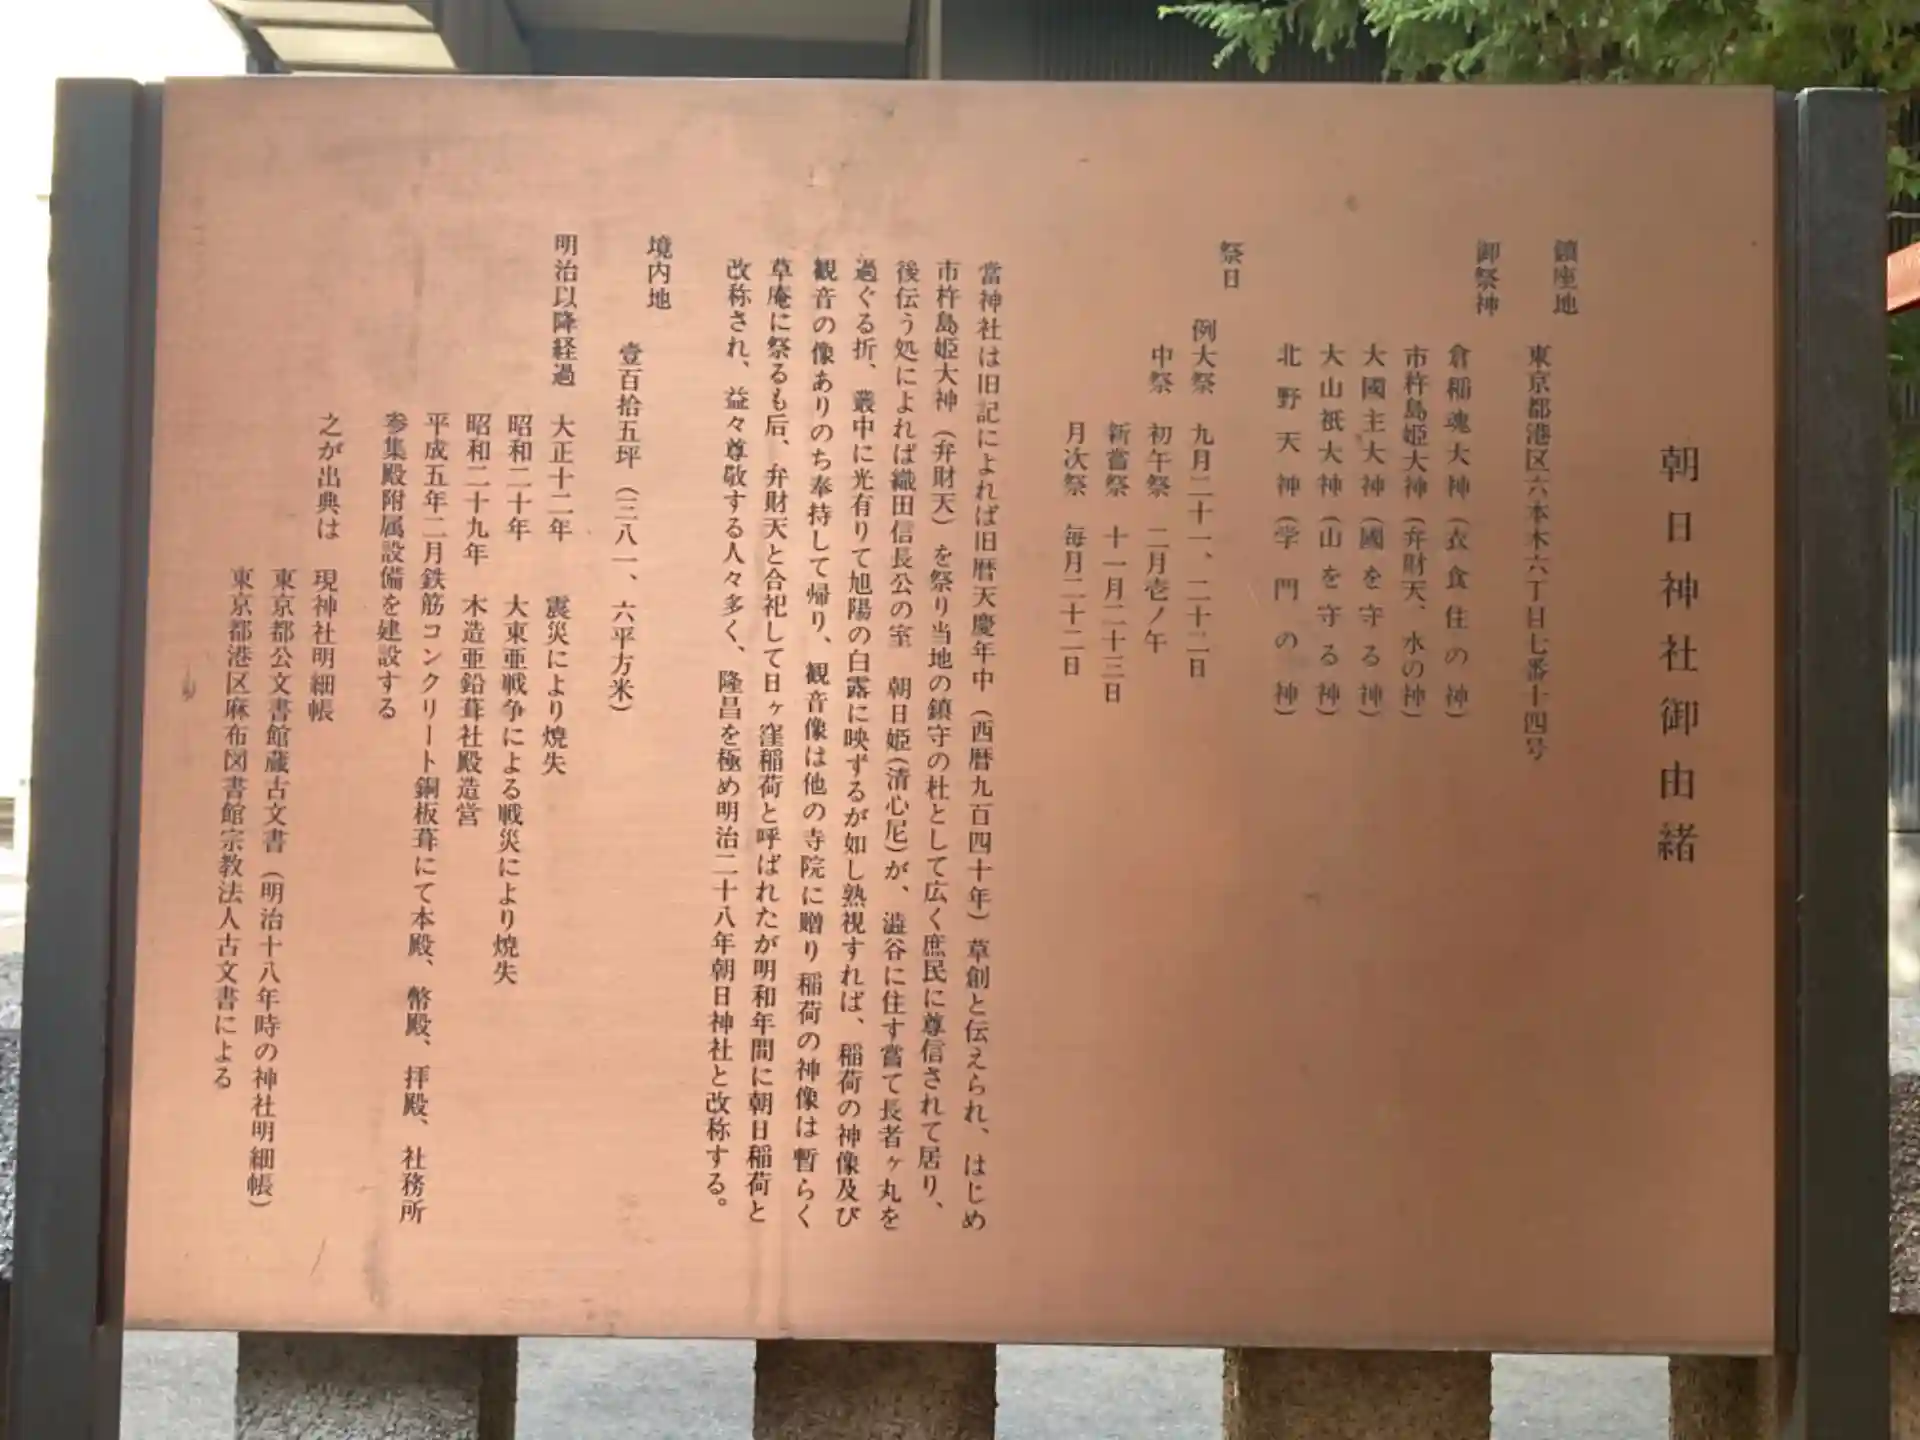 朝日神社御由緒
鎮座地
東京都港区六本木六丁目七番十四号
御祭神
倉稲魂大神(衣食住の神)
市杵島姫大神(弁財天、水の神)
大國主大神(國を守る神)
大山祇大神(山を守る神)
北野天神(学門の神)
祭日
例大祭 九月二十一、二十二日
中祭 初午祭 二月壱ノ午
新嘗祭 十一月二十三日
月次祭 毎月二十二日
當神社は旧記によれば旧暦天慶年中(西暦九百四十年)草創と伝えられ、はじめ
市杵島姫大神(弁財天)を祭り当地の鎮守の杜として広く庶民に尊信されて居り、
後伝う処によれば織田信長公の室 朝日姫(清心尼)が、澁谷に住す嘗て長者ヶ丸を
過ぐる折、叢中に光有りて旭陽の白露に映ずるが如し熟視すれば、稲荷の神像及び
観音の像ありのち奉持して帰り、観音像は他の寺院に贈り稲荷の神像は暫らく
草庵に祭るも后、弁財天と合祀して日ヶ窪稲荷と呼ばれたが明和年間に朝日稲荷と
改称され、益々尊敬する人々多く、隆昌を極め明治二十八年朝日神社と改称する。
境内地
壹百拾五坪(三八一、六平方米)
明治以降経過 大正十二年 震災により焼失
昭和二十年 大東亜戦争による戦災により焼失
昭和二十九年 木造亜鉛葺社殿造営
平成五年二月鉄筋コンクリート銅板葺にて本殿、幣殿、拝殿、社務所
参集殿附属設備を建設する
之が出典は 現神社明細帳
東京都公文書館蔵古文書(明治十八年時の神社明細帳)
東京都港区麻布図書館宗教法人古文書による